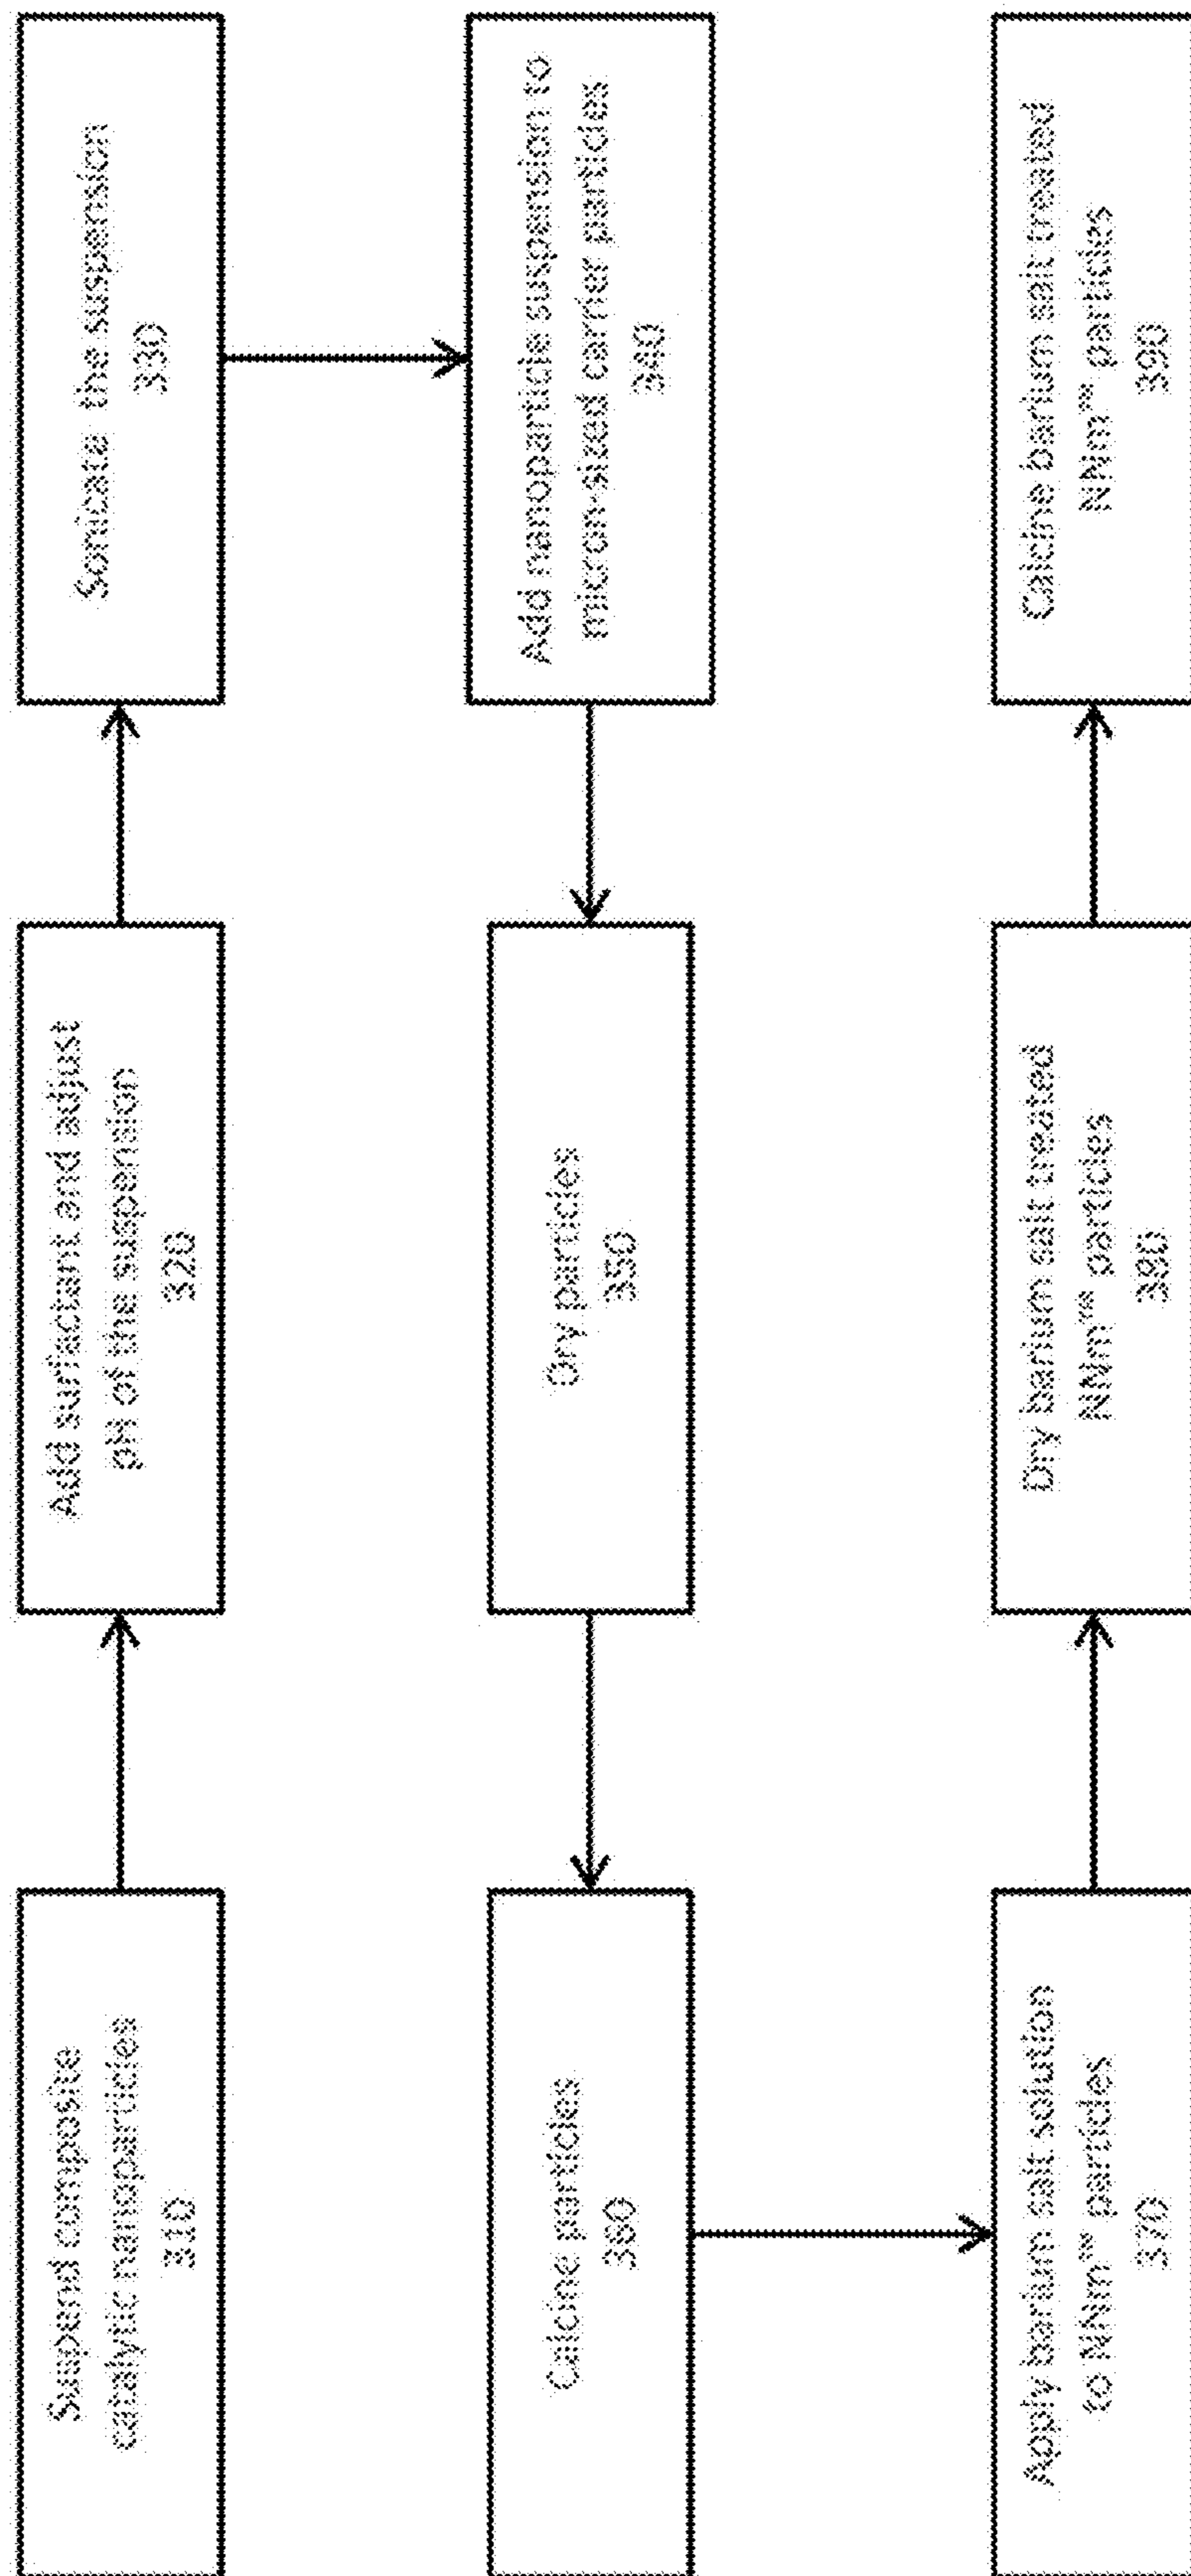 Suspend composite
catalytic nanoparticles
310
Add surfactant and adjust
pH of the suspension
320
Sonicate the suspension
330
Add nanoparticle suspension to
micron-sized carrier particles
340
Dry particles
350
Calcine particles
360
Apply barium salt solution
to NNm™ particles
370
Dry barium salt treated
NNm™ particles
380
Calcine barium salt treated
NNm™ particles
390